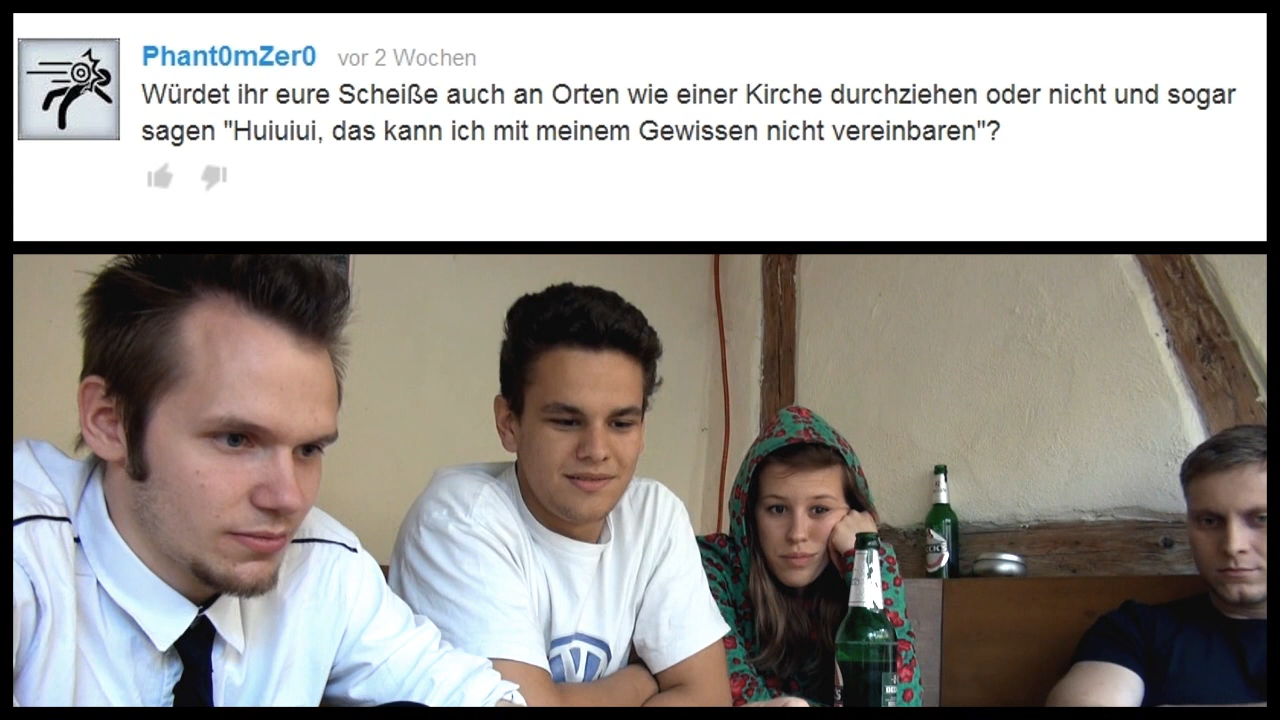 Phant0mZer0 vor 2 Wochen
Würdet ihr eure Scheiße auch an Orten wie einer Kirche durchziehen oder nicht und sogar
sagen "Huiuiui, das kann ich mit meinem Gewissen nicht vereinbaren"?